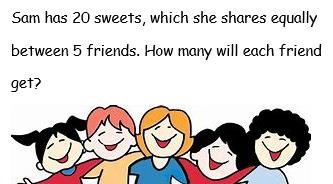 Sam has 20 sweets, which she shares equally
between 5 friends. How many will each friend
get?